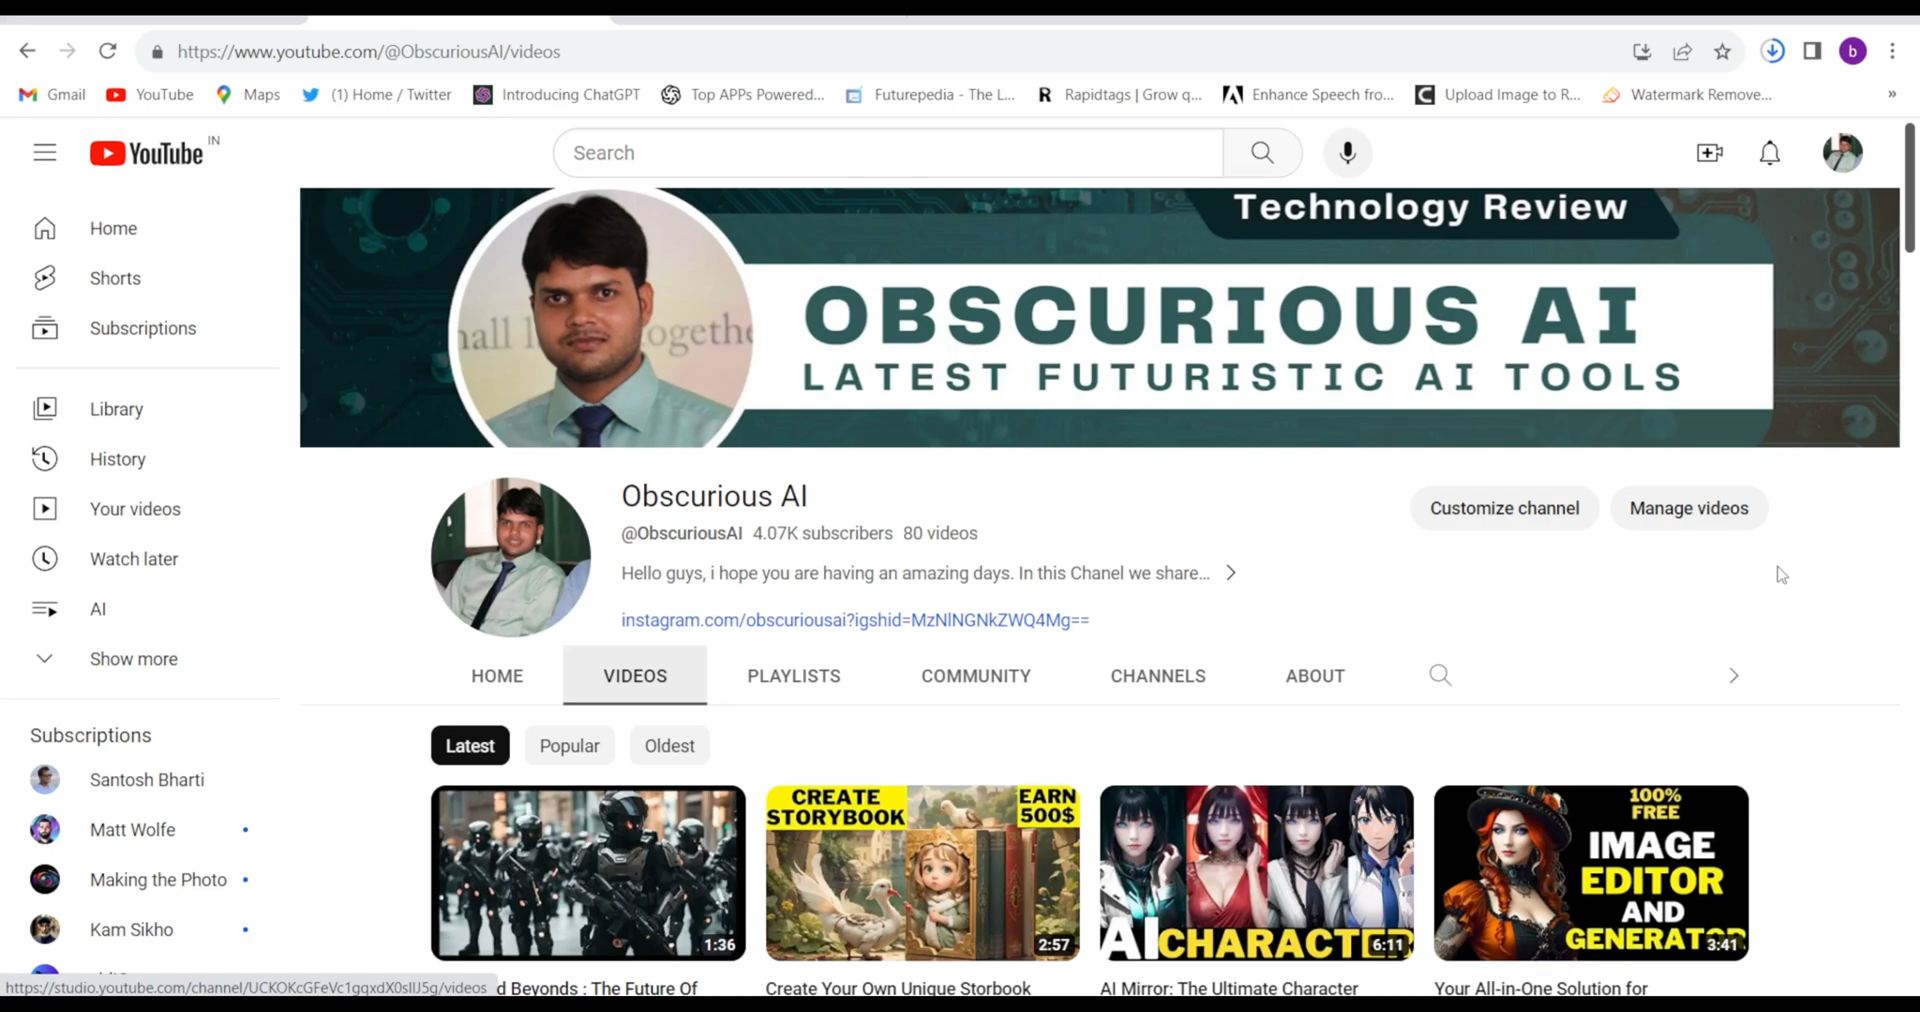 https://www.youtube.com/@ObscuriousAI/videos
b
Gmail YouTube Maps (1) Home / Twitter Introducing ChatGPT Top APPs Powered... Futurepedia - The L... Rapidtags | Grow q... Enhance Speech fro... Upload Image to R... Watermark Remove... »
YouTube IN
Search
Home
Shorts
Subscriptions
Library
History
Your videos
Watch later
AI
Show more
Subscriptions
Santosh Bharti
Matt Wolfe
Making the Photo
Kam Sikho
Technology Review
OBSCURIOUS AI
LATEST FUTURISTIC AI TOOLS
Obscurious AI
@ObscuriousAI 4.07K subscribers 80 videos
Hello guys, i hope you are having an amazing days. In this Chanel we share...
instagram.com/obscuriousai?igshid=MzNlNGNkZWQ4Mg==
Customize channel Manage videos
HOME VIDEOS PLAYLISTS COMMUNITY CHANNELS ABOUT
Latest Popular Oldest
1:36
CREATE
STORYBOOK
EARN
500$
2:57
AI CHARACTER
6:11
100%
FREE
IMAGE
EDITOR
AND
GENERATOR
3:41
d Beyonds : The Future Of
Create Your Own Unique Storbook
AI Mirror: The Ultimate Character
Your All-in-One Solution for